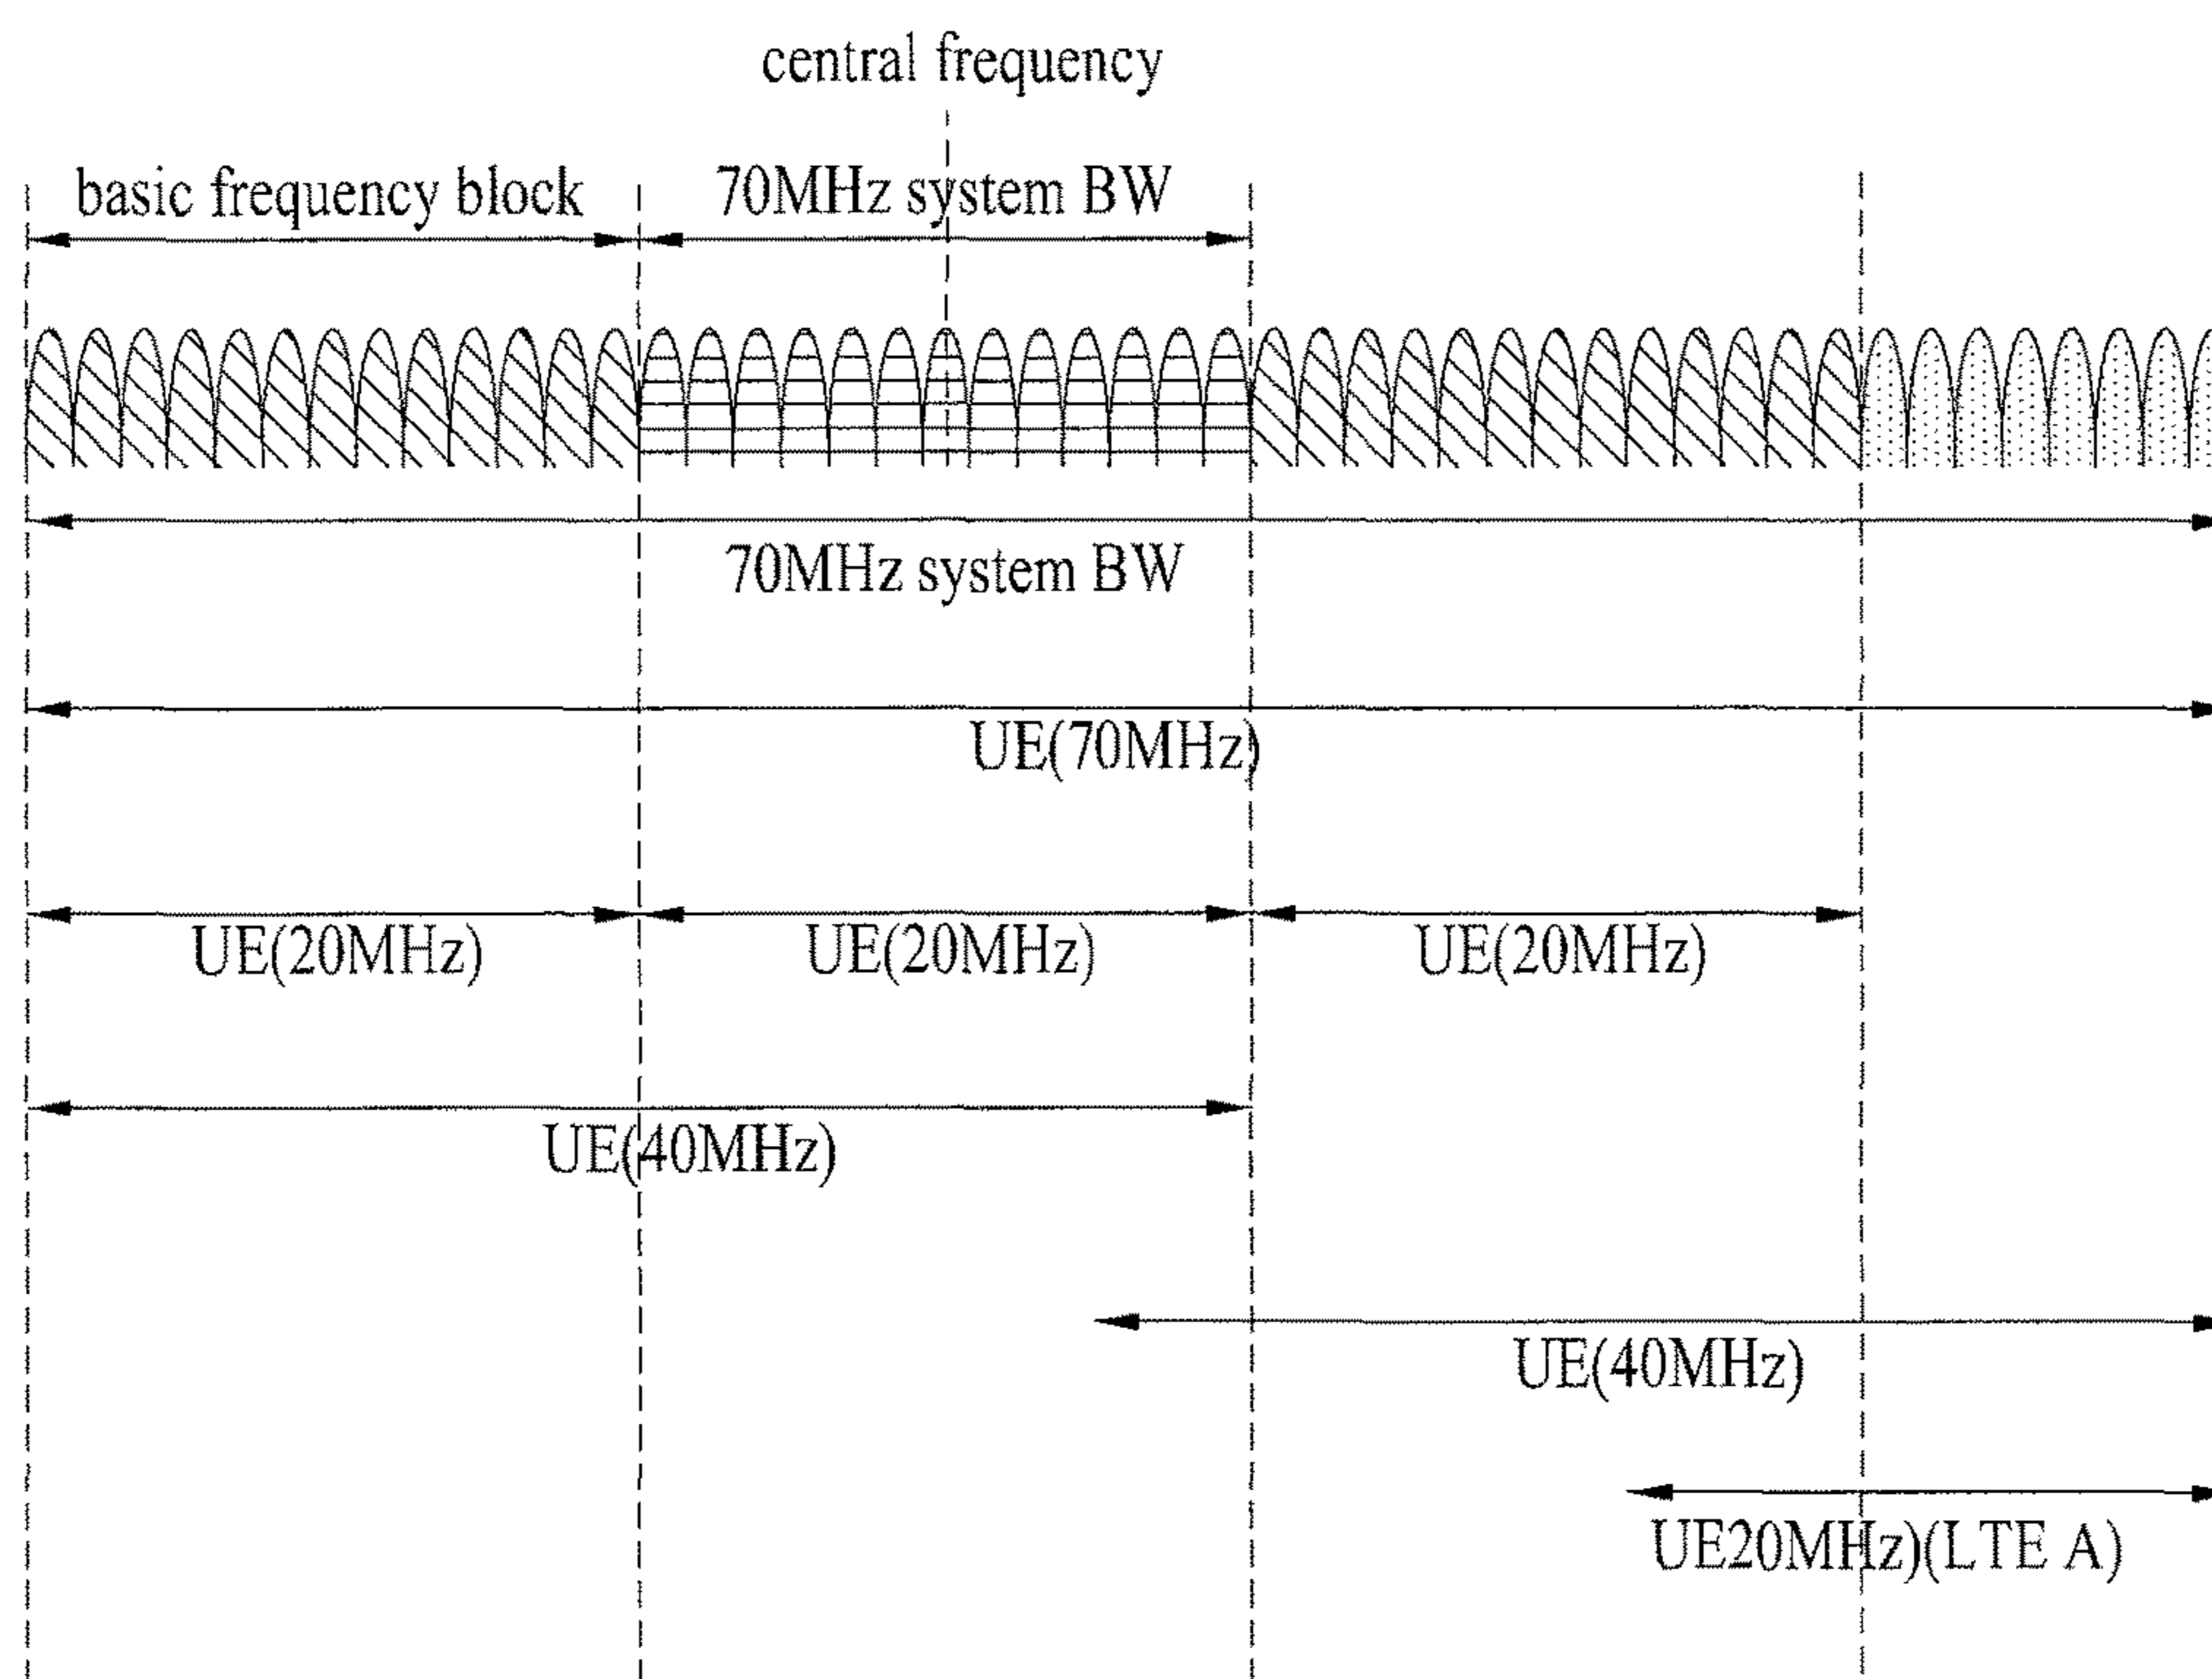 central frequency
basic frequency block
70MHz system BW
70MHz system BW
UE(70MHz)
UE(20MHz)
UE(20MHz)
UE(20MHz)
UE(40MHz)
UE(40MHz)
UE20MHz)(LTE A)